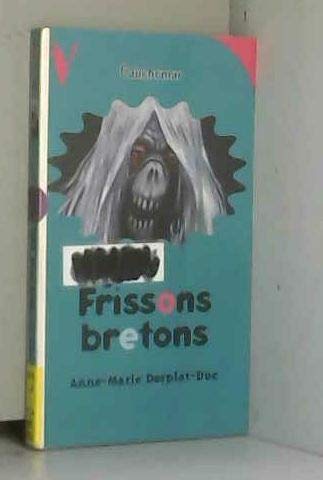 V
Cauchemar
Frissons
bretons
Anne-Marie Desplat-Duc